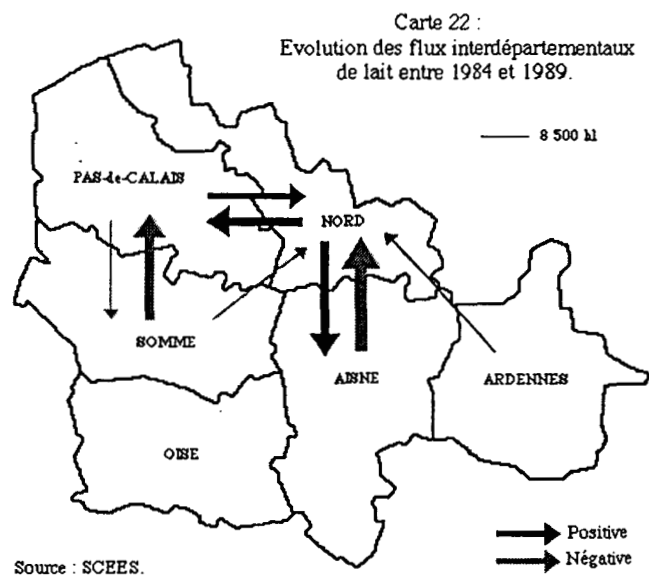 Carte 22 :
Evolution des flux interdépartementaux
de lait entre 1984 et 1989.
8 500 hl
PAS-de-CALAIS
NORD
SOMME
AISNE
ARDENNES
OISE
Positive
Négative
Source : SCEES.